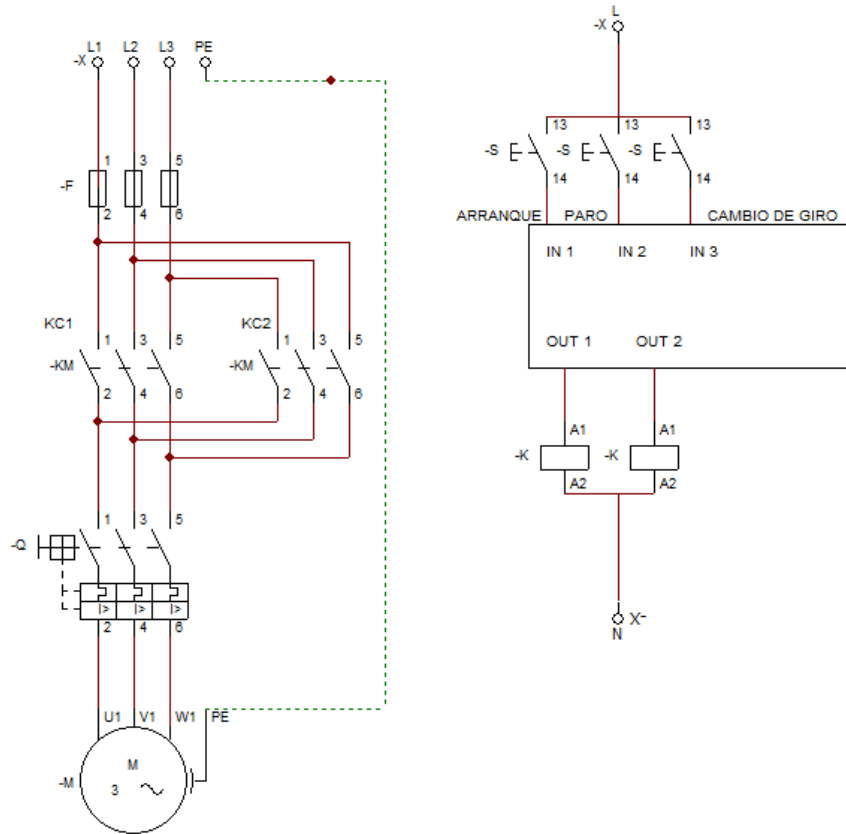 L1 L2 L3 PE
-X
1 3 5
-F
2 4 6
KC1
1 3 5
-KM
2 4 6
KC2
1 3 5
-KM
2 4 6
1 3 5
-Q
I> I> I>
2 4 6
U1 V1 W1 PE
M
3
-M
L
-X
13 13 13
-S -S -S
14 14 14
ARRANQUE PARO CAMBIO DE GIRO
IN 1 IN 2 IN 3
OUT 1 OUT 2
A1 A1
-K -K
A2 A2
X-
N